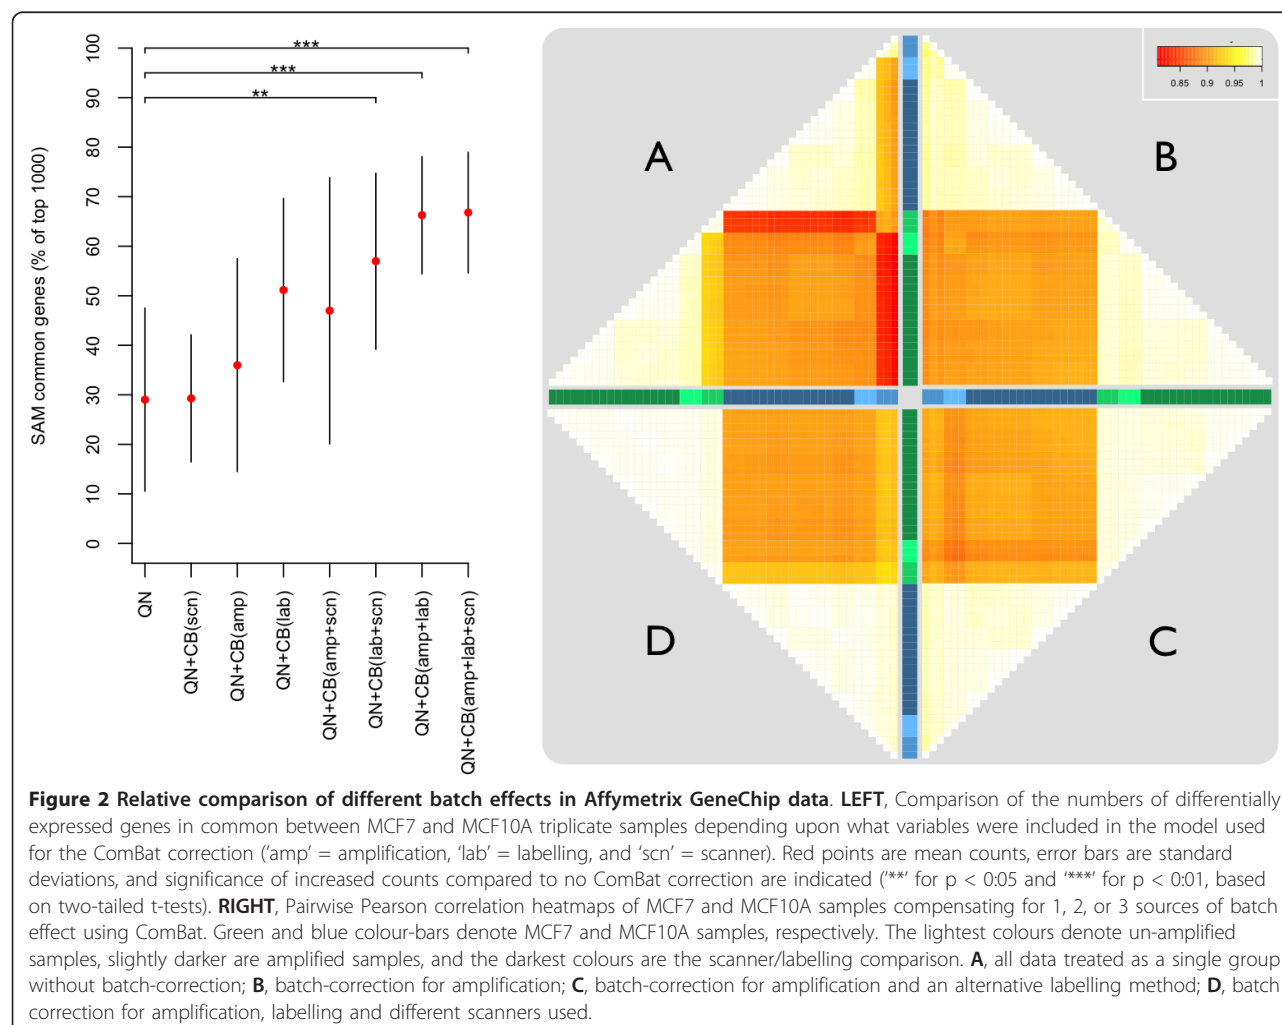 SAM common genes (% of top 1000)
0
10
20
30
40
50
60
70
80
90
100
***
***
**
QN
QN+CB(scn)
QN+CB(amp)
QN+CB(lab)
QN+CB(amp+scn)
QN+CB(lab+scn)
QN+CB(amp+lab)
QN+CB(amp+lab+scn)
A
B
0.85 0.9 0.95 1
D
C
Figure 2 Relative comparison of different batch effects in Affymetrix GeneChip data. LEFT, Comparison of the numbers of differentially
expressed genes in common between MCF7 and MCF10A triplicate samples depending upon what variables were included in the model used
for the ComBat correction (’amp’ = amplification, ‘lab’ = labelling, and ‘scn’ = scanner). Red points are mean counts, error bars are standard
deviations, and significance of increased counts compared to no ComBat correction are indicated (’**’ for p < 0:05 and ‘***’ for p < 0:01, based
on two-tailed t-tests). RIGHT, Pairwise Pearson correlation heatmaps of MCF7 and MCF10A samples compensating for 1, 2, or 3 sources of batch
effect using ComBat. Green and blue colour-bars denote MCF7 and MCF10A samples, respectively. The lightest colours denote un-amplified
samples, slightly darker are amplified samples, and the darkest colours are the scanner/labelling comparison. A, all data treated as a single group
without batch-correction; B, batch-correction for amplification; C, batch-correction for amplification and an alternative labelling method; D, batch
correction for amplification, labelling and different scanners used.